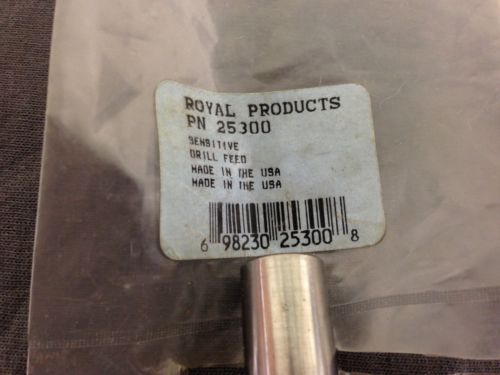 ROYAL PRODUCTS
PN 25300
SENSITIVE
DRILL FEED
MADE IN THE USA
MADE IN THE USA
6 98230 25300 8